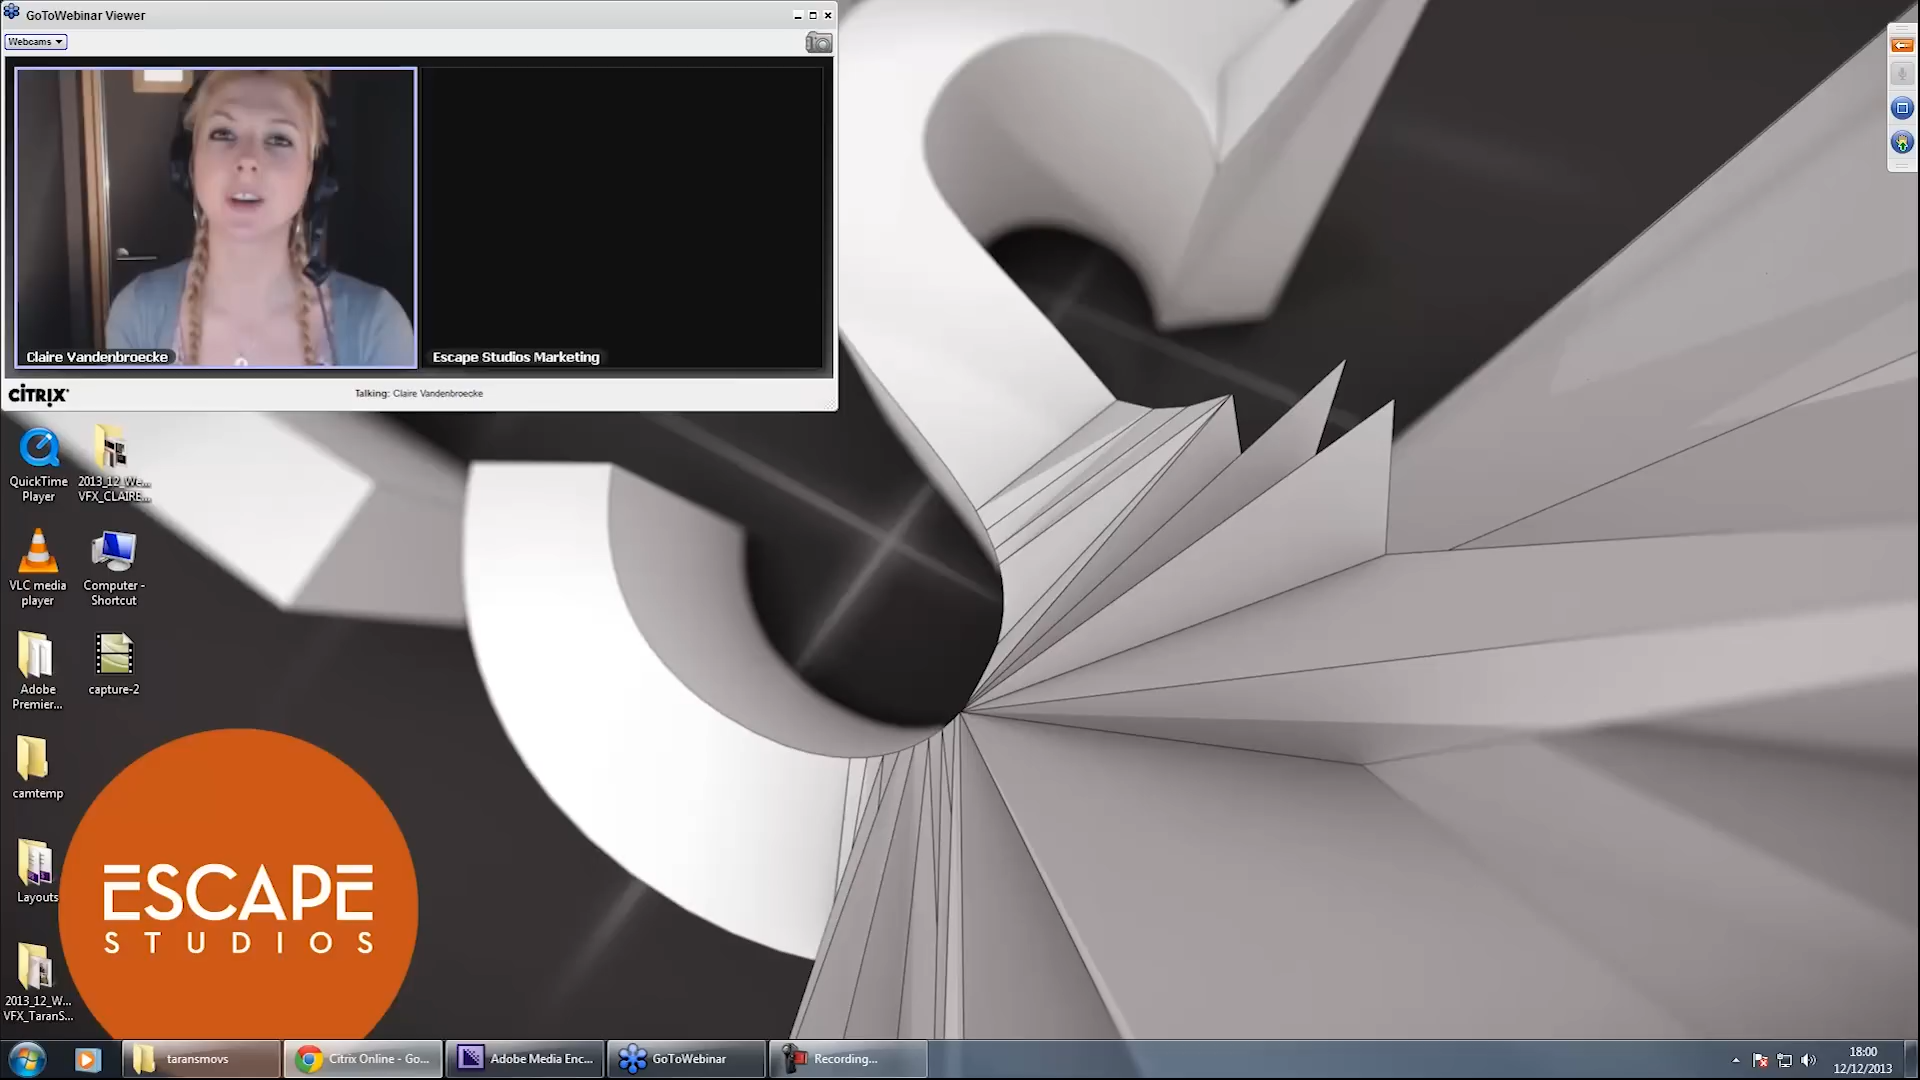 GoToWebinar Viewer
Webcams
Claire Vandenbroecke
Escape Studios Marketing
CİTRIX
Talking: Claire Vandenbroecke
QuickTime
Player
2013_12_We...
VFX_CLAIRE...
VLC media
player
Computer -
Shortcut
Adobe
Premier...
capture-2
camtemp
Layouts
2013_12_W...
VFX_TaranS...
ESCAPE
STUDIOS
taransmovs
Citrix Online - Go...
Adobe Media Enc...
GoToWebinar
Recording...
18:00
12/12/2013